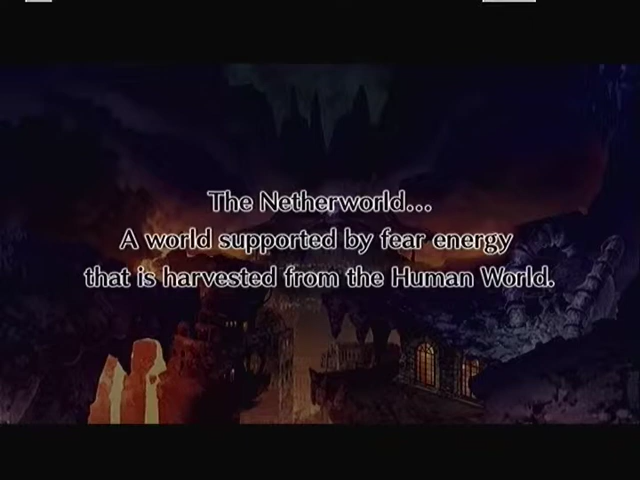 The Netherworld...
A world supported by fear energy
that is harvested from the Human World.